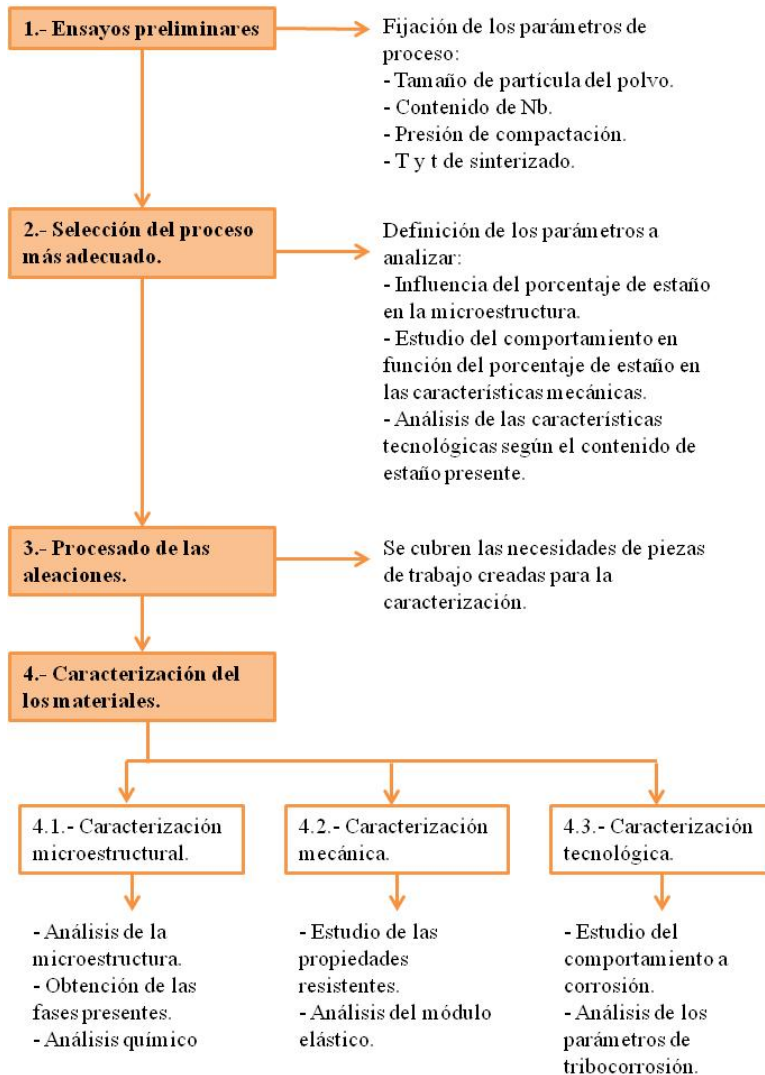 1.- Ensayos preliminares
Fijación de los parámetros de
proceso:
- Tamaño de partícula del polvo.
- Contenido de Nb.
- Presión de compactación.
- T y t de sinterizado.
2.- Selección del proceso
más adecuado.
Definición de los parámetros a
analizar:
- Influencia del porcentaje de estaño
en la microestructura.
- Estudio del comportamiento en
función del porcentaje de estaño en
las características mecánicas.
- Análisis de las características
tecnológicas según el contenido de
estaño presente.
3.- Procesado de las
aleaciones.
Se cubren las necesidades de piezas
de trabajo creadas para la
caracterización.
4.- Caracterización del
los materiales.
4.1.- Caracterización
microestructural.
- Análisis de la
microestructura.
- Obtención de las
fases presentes.
- Análisis químico
4.2.- Caracterización
mecánica.
- Estudio de las
propiedades
resistentes.
- Análisis del módulo
elástico.
4.3.- Caracterización
tecnológica.
- Estudio del
comportamiento a
corrosión.
- Análisis de los
parámetros de
tribocorrosión.